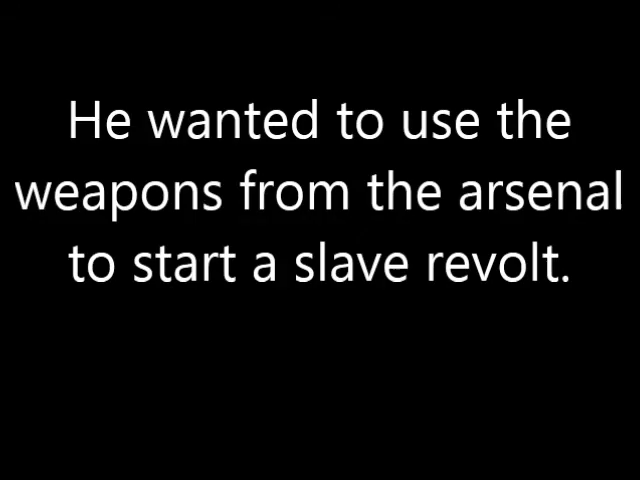 He wanted to use the
weapons from the arsenal
to start a slave revolt.